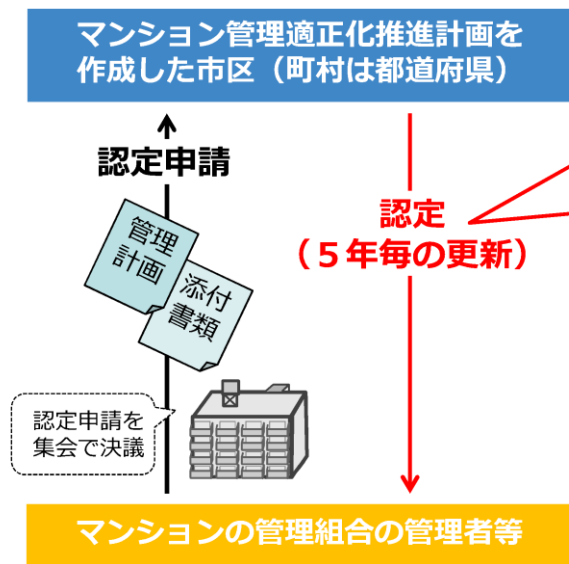 マンション管理適正化推進計画を
作成した市区（町村は都道府県）
認定申請
管理
計画
添付
書類
認定申請を
集会で決議
認定
（５年毎の更新）
マンションの管理組合の管理者等